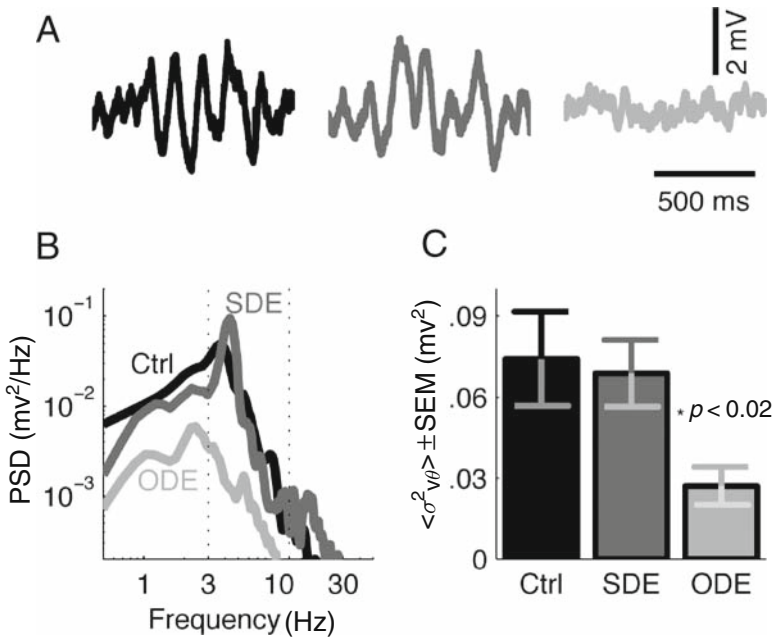 A
2 mV
500 ms
B
PSD (mv²/Hz)
10⁻¹
10⁻²
10⁻³
SDE
Ctrl
ODE
1 3 10 30
Frequency (Hz)
C
<σ²vθ> ±SEM (mv²)
.09
.06
.03
0
* p < 0.02
Ctrl SDE ODE